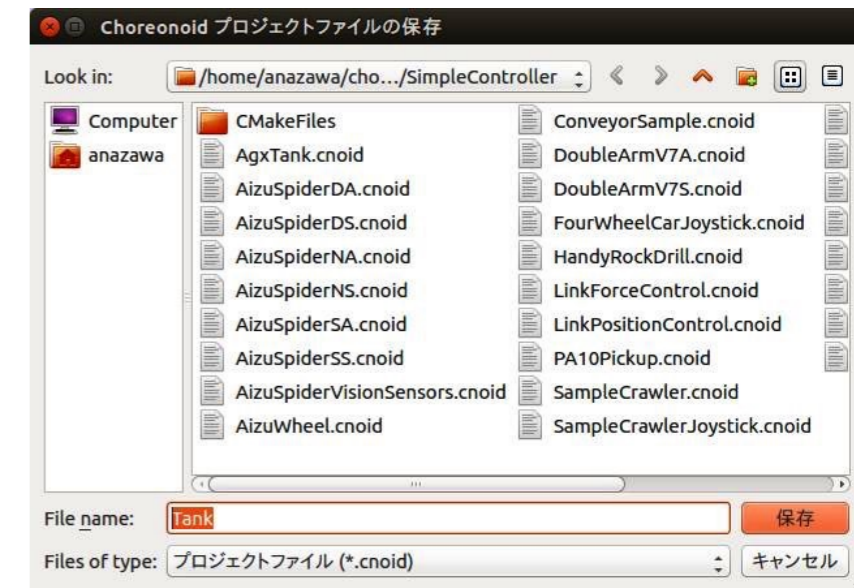 Choreonoid プロジェクトファイルの保存
Look in: /home/anazawa/cho.../SimpleController
Computer
anazawa
CMakeFiles
AgxTank.cnoid
AizuSpiderDA.cnoid
AizuSpiderDS.cnoid
AizuSpiderNA.cnoid
AizuSpiderNS.cnoid
AizuSpiderSA.cnoid
AizuSpiderSS.cnoid
AizuSpiderVisionSensors.cnoid
AizuWheel.cnoid
ConveyorSample.cnoid
DoubleArmV7A.cnoid
DoubleArmV7S.cnoid
FourWheelCarJoystick.cnoid
HandyRockDrill.cnoid
LinkForceControl.cnoid
LinkPositionControl.cnoid
PA10Pickup.cnoid
SampleCrawler.cnoid
SampleCrawlerJoystick.cnoid
File name: Tank 保存
Files of type: プロジェクトファイル (*.cnoid) キャンセル